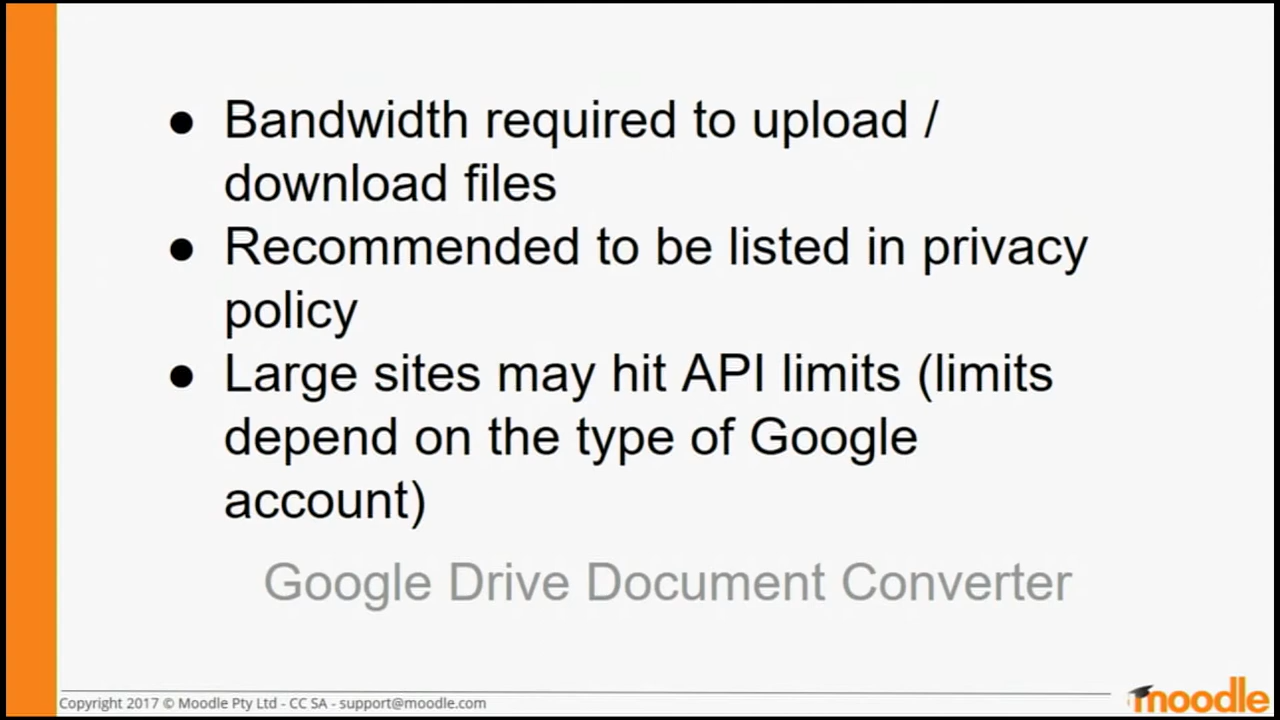 ● Bandwidth required to upload /
download files
● Recommended to be listed in privacy
policy
● Large sites may hit API limits (limits
depend on the type of Google
account)
Google Drive Document Converter
Copyright 2017 © Moodle Pty Ltd - CC SA - support@moodle.com
moodle